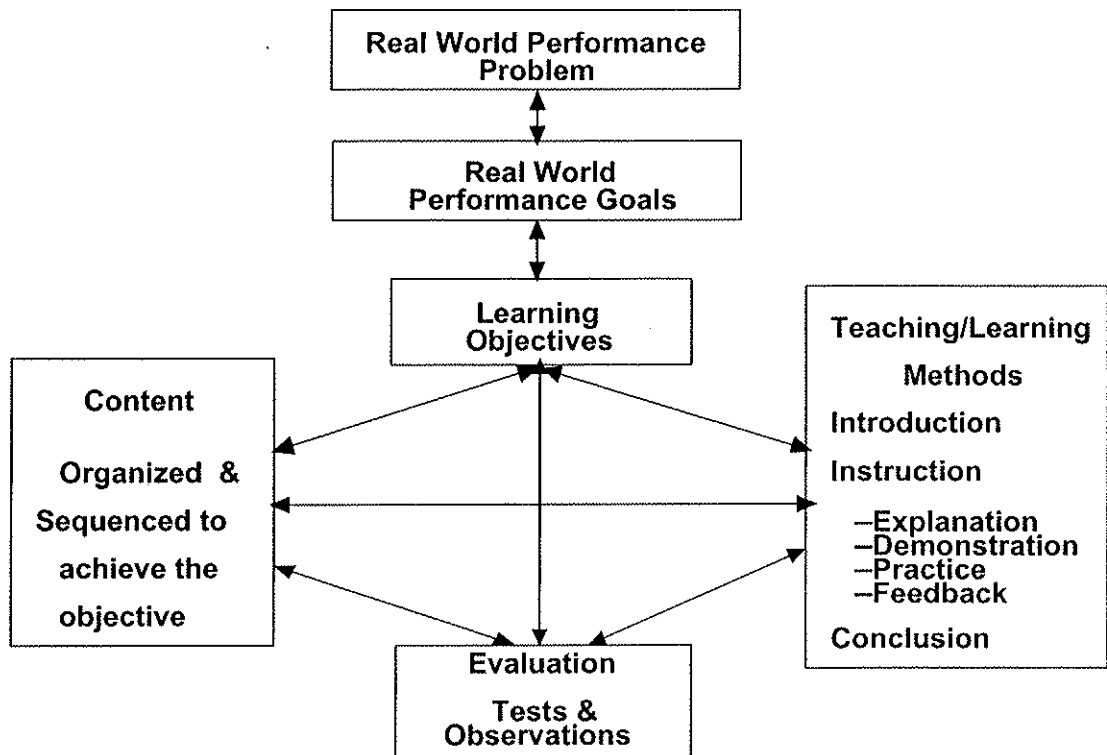 Real World Performance
Problem
Real World
Performance Goals
Learning
Objectives
Content
Organized &
Sequenced to
achieve the
objective
Teaching/Learning
Methods
Introduction
Instruction
–Explanation
–Demonstration
–Practice
–Feedback
Conclusion
Evaluation
Tests &
Observations